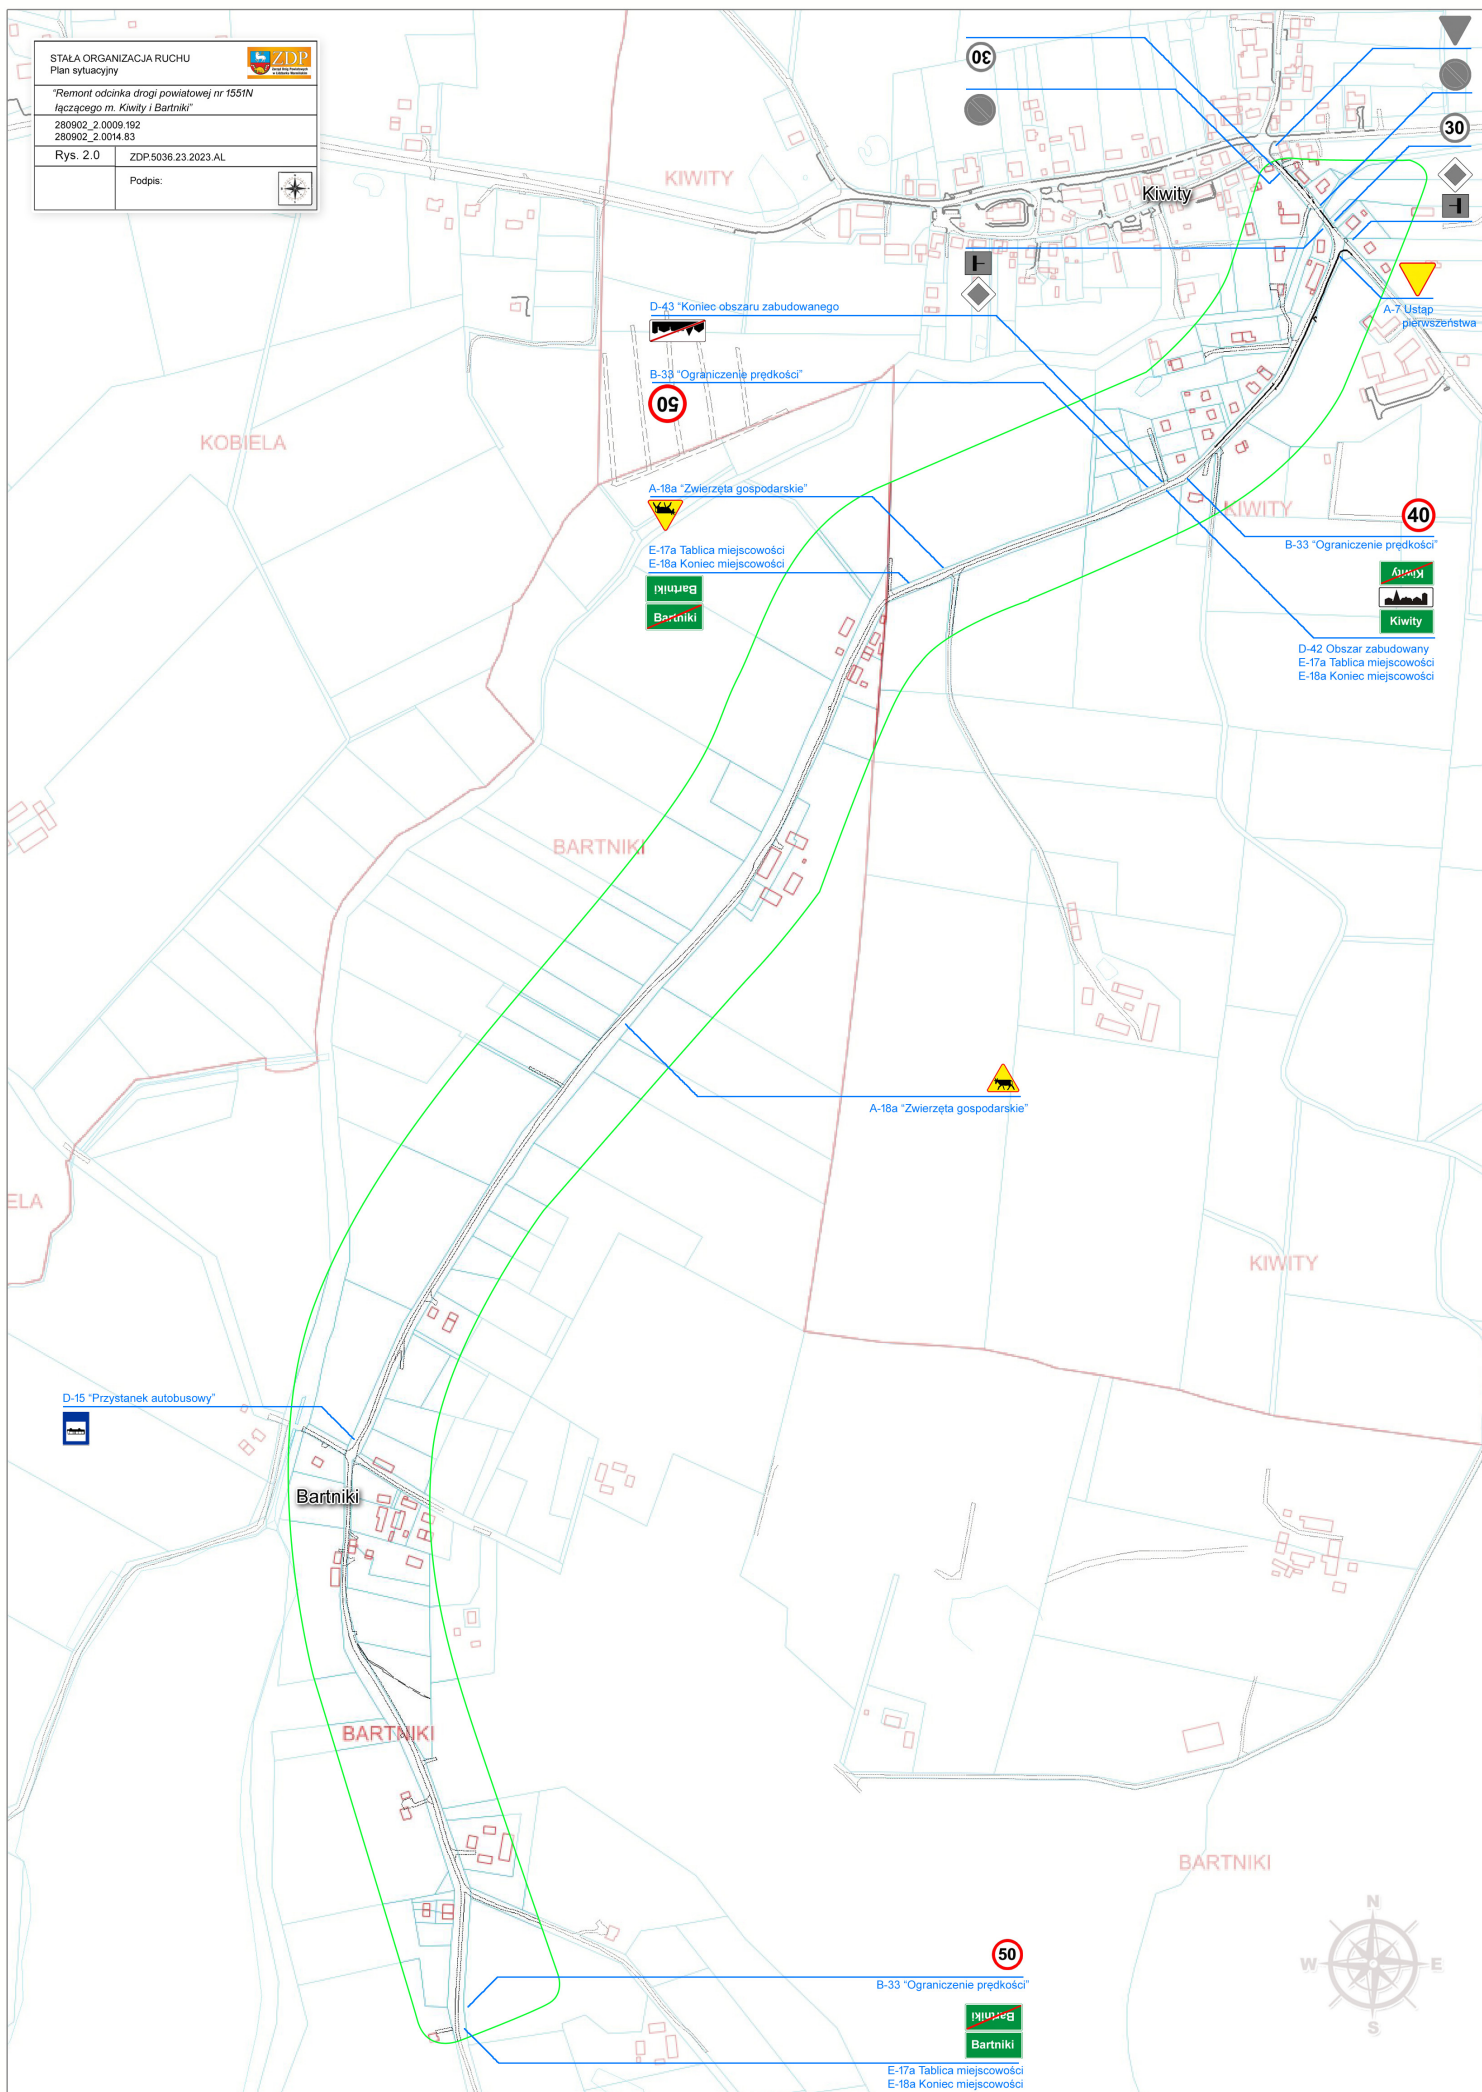 STAŁA ORGANIZACJA RUCHU
Plan sytuacyjny
ZDP
"Remont odcinka drogi powiatowej nr 1551N
łączącego m. Kiwity i Bartniki"
280902_2.0009.192
280902_2.0014.83
Rys. 2.0
ZDP.5036.23.2023.AL
Podpis:
30
30
KIWITY
Kiwity
D-43 "Koniec obszaru zabudowanego
A-7 Ustąp
pierwszeństwa
B-33 "Ograniczenie prędkości"
50
KOBIELA
A-18a "Zwierzęta gospodarskie"
KIWITY
40
B-33 "Ograniczenie prędkości"
E-17a Tablica miejscowości
E-18a Koniec miejscowości
Bartniki
Bartniki
Kiwity
Kiwity
D-42 Obszar zabudowany
E-17a Tablica miejscowości
E-18a Koniec miejscowości
BARTNIKI
A-18a "Zwierzęta gospodarskie"
ELA
KIWITY
D-15 "Przystanek autobusowy"
Bartniki
BARTNIKI
BARTNIKI
N
W
E
S
50
B-33 "Ograniczenie prędkości"
Bartniki
Bartniki
E-17a Tablica miejscowości
E-18a Koniec miejscowości